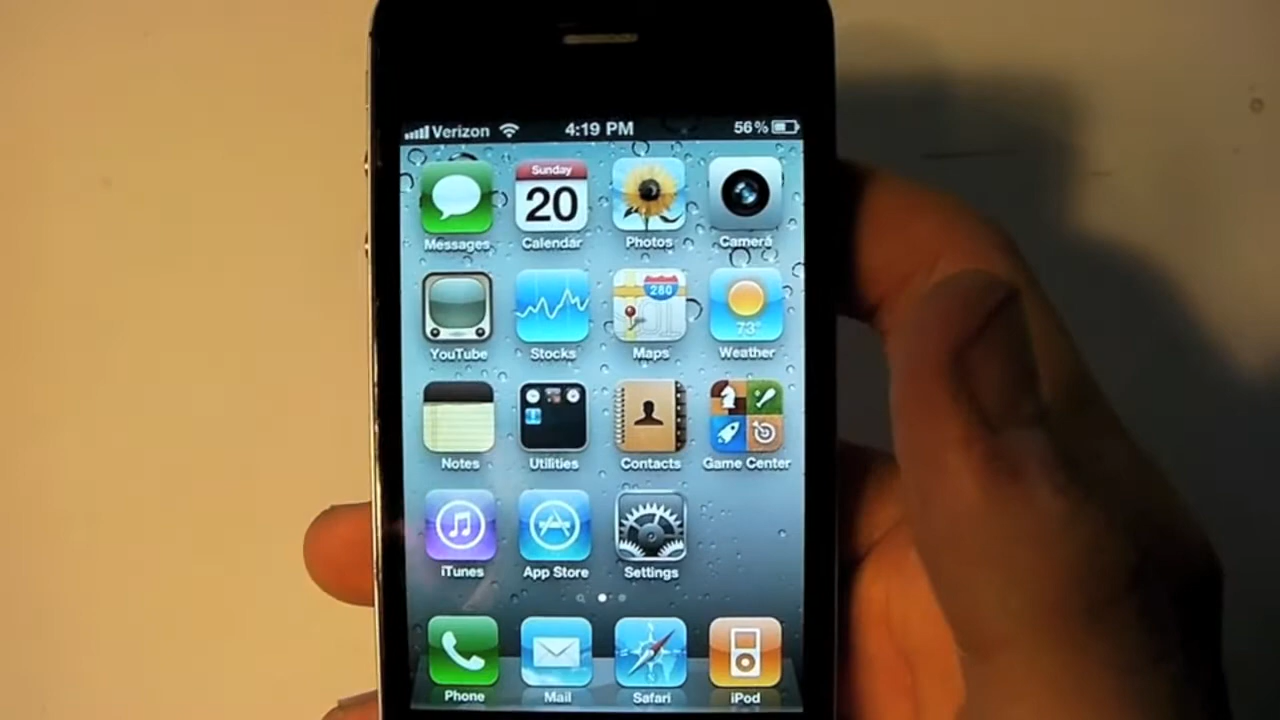 Verizon 4:19 PM 56%
Sunday
20
Messages Calendar Photos Camera
280
73°
YouTube Stocks Maps Weather
Notes Utilities Contacts Game Center
iTunes App Store Settings
Phone Mail Safari iPod